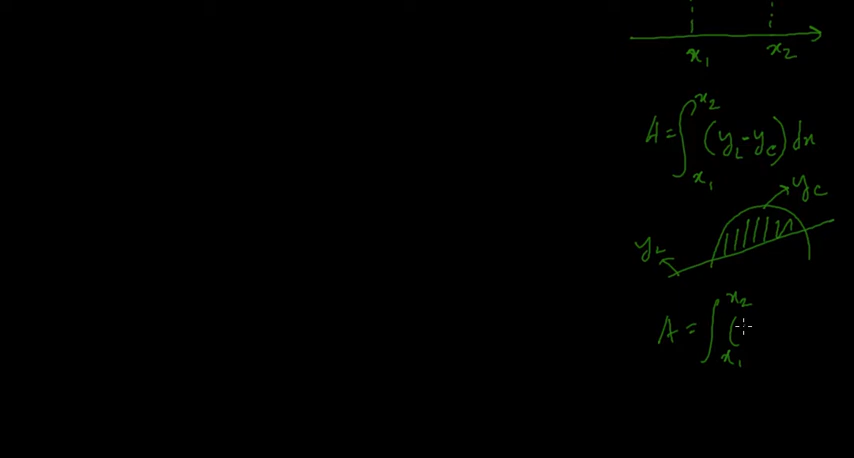 x₁ x₂
A = ∫_{x₁}^{x₂} (y_L - y_C) dx
y_C
y_L
A = ∫_{x₁}^{x₂} (